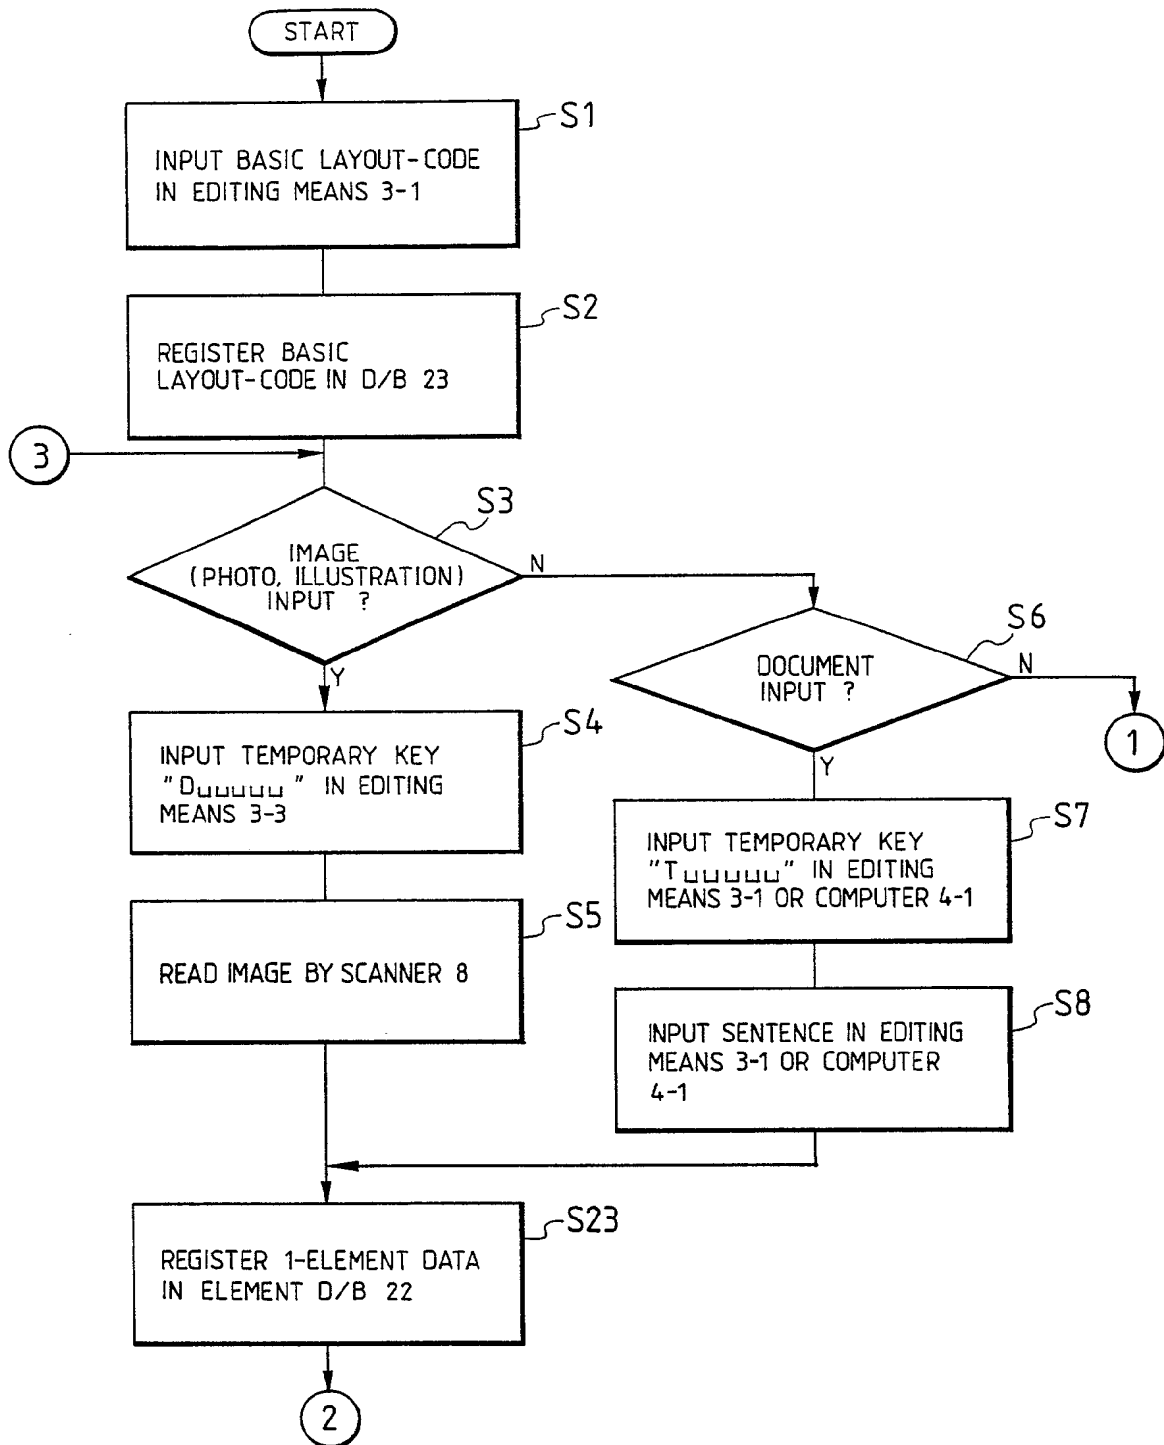 START
S1
INPUT BASIC LAYOUT-CODE
IN EDITING MEANS 3-1
S2
REGISTER BASIC
LAYOUT-CODE IN D/B 23
3
S3
IMAGE
(PHOTO, ILLUSTRATION)
INPUT ?
N
Y
S6
DOCUMENT
INPUT ?
N
Y
1
S4
INPUT TEMPORARY KEY
"D␣␣␣␣␣" IN EDITING
MEANS 3-3
S7
INPUT TEMPORARY KEY
"T␣␣␣␣␣" IN EDITING
MEANS 3-1 OR COMPUTER 4-1
S5
READ IMAGE BY SCANNER 8
S8
INPUT SENTENCE IN EDITING
MEANS 3-1 OR COMPUTER
4-1
S23
REGISTER 1-ELEMENT DATA
IN ELEMENT D/B 22
2